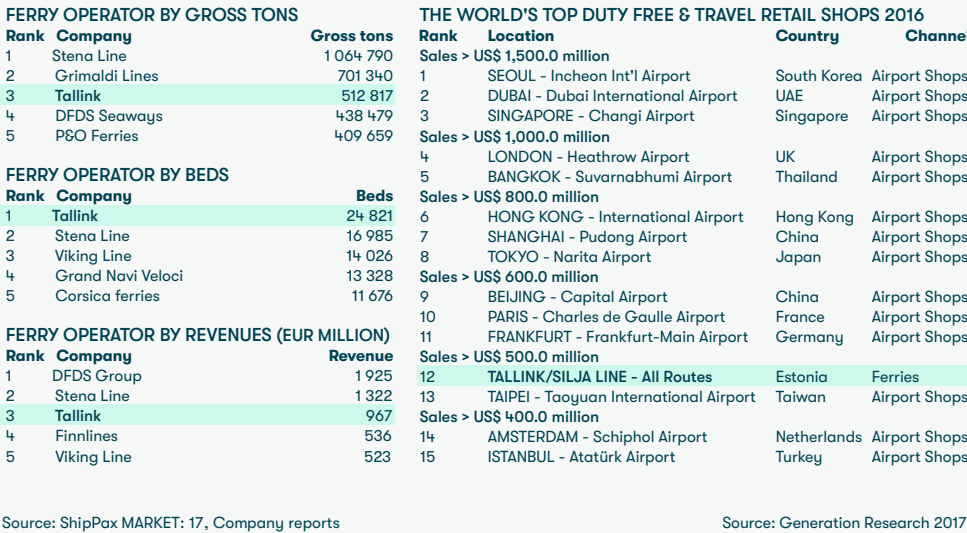 FERRY OPERATOR BY GROSS TONS
Rank Company Gross tons
1 Stena Line 1 064 790
2 Grimaldi Lines 701 340
3 Tallink 512 817
4 DFDS Seaways 438 479
5 P&O Ferries 409 659
FERRY OPERATOR BY BEDS
Rank Company Beds
1 Tallink 24 821
2 Stena Line 16 985
3 Viking Line 14 026
4 Grand Navi Veloci 13 328
5 Corsica ferries 11 676
FERRY OPERATOR BY REVENUES (EUR MILLION)
Rank Company Revenue
1 DFDS Group 1 925
2 Stena Line 1 322
3 Tallink 967
4 Finnlines 536
5 Viking Line 523
Source: ShipPax MARKET: 17, Company reports
THE WORLD'S TOP DUTY FREE & TRAVEL RETAIL SHOPS 2016
Rank Location Country Channel
Sales > US$ 1,500.0 million
1 SEOUL - Incheon Int'l Airport South Korea Airport Shops
2 DUBAI - Dubai International Airport UAE Airport Shops
3 SINGAPORE - Changi Airport Singapore Airport Shops
Sales > US$ 1,000.0 million
4 LONDON - Heathrow Airport UK Airport Shops
5 BANGKOK - Suvarnabhumi Airport Thailand Airport Shops
Sales > US$ 800.0 million
6 HONG KONG - International Airport Hong Kong Airport Shops
7 SHANGHAI - Pudong Airport China Airport Shops
8 TOKYO - Narita Airport Japan Airport Shops
Sales > US$ 600.0 million
9 BEIJING - Capital Airport China Airport Shops
10 PARIS - Charles de Gaulle Airport France Airport Shops
11 FRANKFURT - Frankfurt-Main Airport Germany Airport Shops
Sales > US$ 500.0 million
12 TALLINK/SILJA LINE - All Routes Estonia Ferries
13 TAIPEI - Taoyuan International Airport Taiwan Airport Shops
Sales > US$ 400.0 million
14 AMSTERDAM - Schiphol Airport Netherlands Airport Shops
15 ISTANBUL - Atatürk Airport Turkey Airport Shops
Source: Generation Research 2017